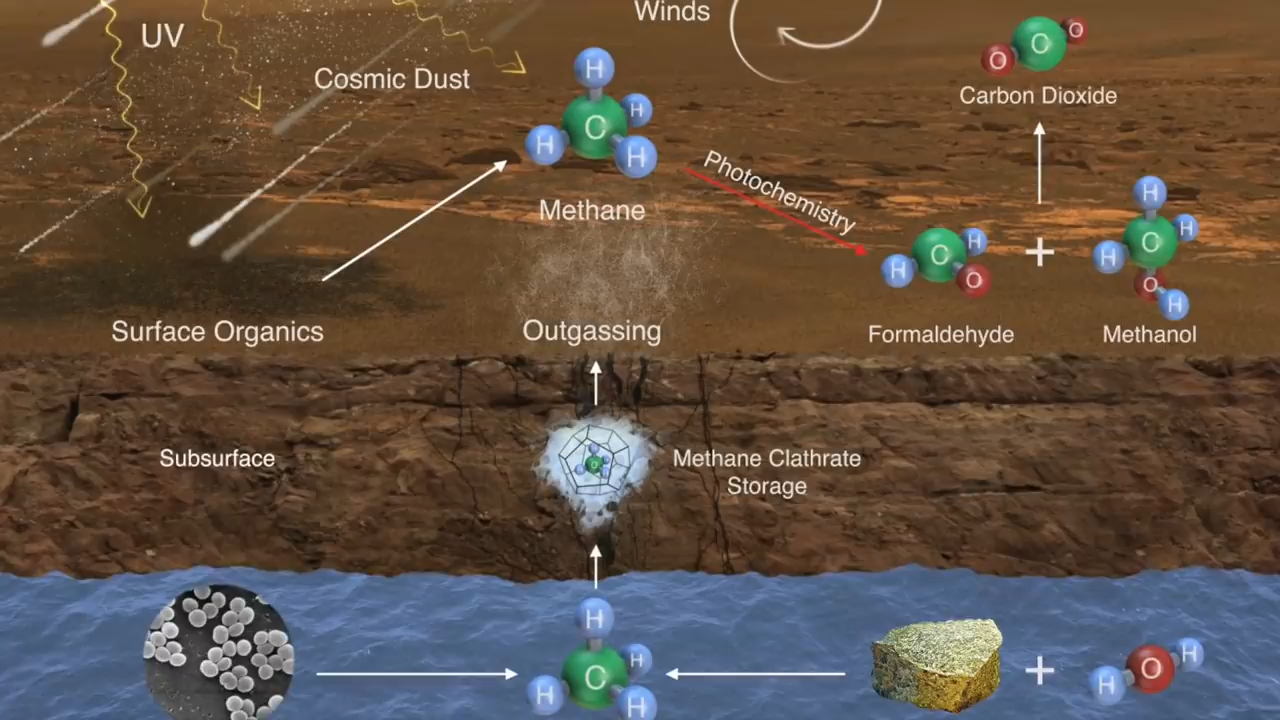 Winds
UV
Cosmic Dust
O
C
O
Carbon Dioxide
H
C
H
H
H
Methane
Photochemistry
C
H
H
O
Formaldehyde
+
H
C
H
H
O
H
Methanol
Surface Organics
Outgassing
Subsurface
Methane Clathrate
Storage
H
C
H
H
H
+
H
O
H